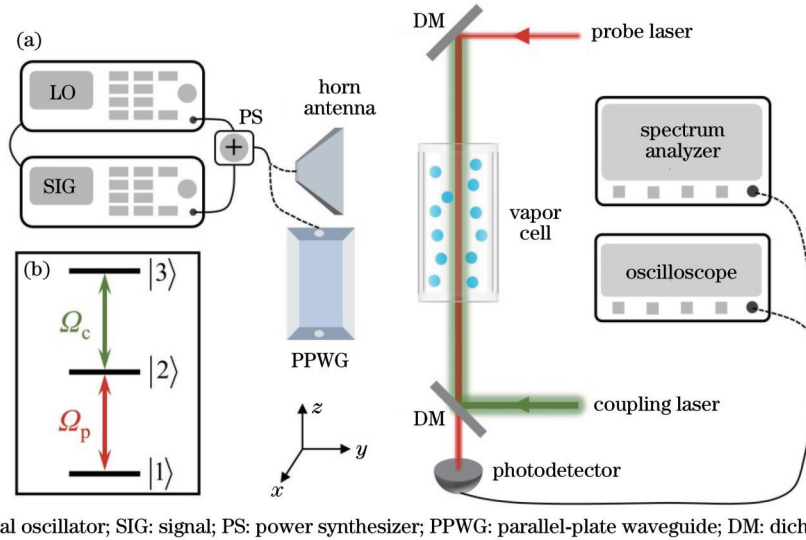 (a)
LO
SIG
PS
horn
antenna
PPWG
(b)
|3⟩
Ωc
|2⟩
Ωp
|1⟩
z
y
x
DM
probe laser
vapor
cell
DM
coupling laser
photodetector
spectrum
analyzer
oscilloscope
al oscillator; SIG: signal; PS: power synthesizer; PPWG: parallel-plate waveguide; DM: dich